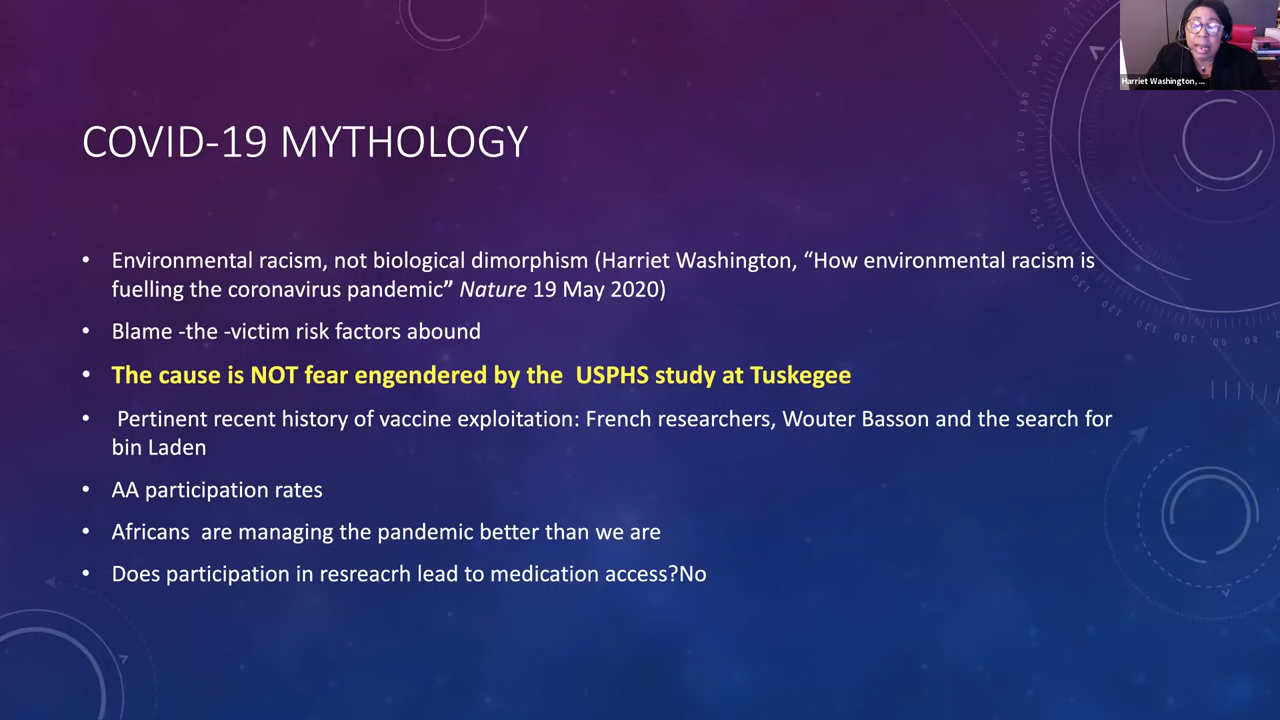 Harriet Washington, ...
COVID-19 MYTHOLOGY
• Environmental racism, not biological dimorphism (Harriet Washington, “How environmental racism is
fuelling the coronavirus pandemic” Nature 19 May 2020)
• Blame -the -victim risk factors abound
• The cause is NOT fear engendered by the  USPHS study at Tuskegee
•  Pertinent recent history of vaccine exploitation: French researchers, Wouter Basson and the search for
bin Laden
• AA participation rates
• Africans  are managing the pandemic better than we are
• Does participation in resreacrh lead to medication access?No